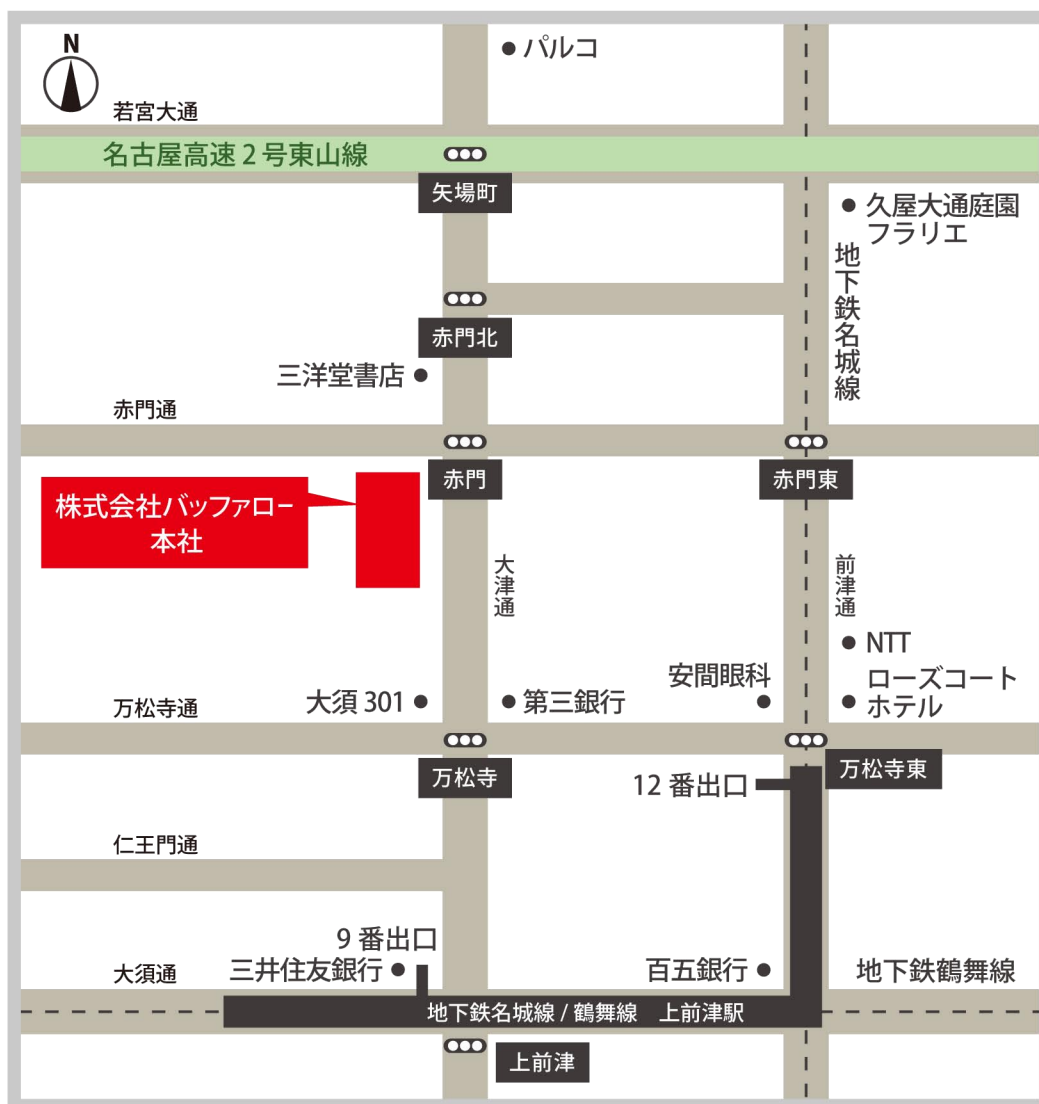 N
パルコ
若宮大通
名古屋高速2号東山線
矢場町
久屋大通庭園
フラリエ
地下鉄名城線
赤門北
三洋堂書店
赤門通
赤門
赤門東
株式会社バッファロー
本社
大津通
前津通
NTT
安間眼科
ローズコート
ホテル
万松寺通
大須301
第三銀行
万松寺
万松寺東
12番出口
仁王門通
9番出口
大須通
三井住友銀行
百五銀行
地下鉄鶴舞線
地下鉄名城線/鶴舞線 上前津駅
上前津